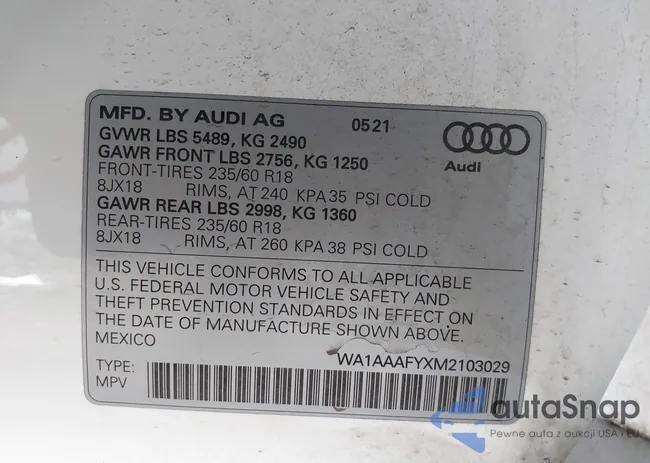 MFD. BY AUDI AG 0521
GVWR LBS 5489, KG 2490
GAWR FRONT LBS 2756, KG 1250
FRONT-TIRES 235/60 R18
8JX18 RIMS, AT 240 KPA 35 PSI COLD
GAWR REAR LBS 2998, KG 1360
REAR-TIRES 235/60 R18
8JX18 RIMS, AT 260 KPA 38 PSI COLD
Audi
THIS VEHICLE CONFORMS TO ALL APPLICABLE
U.S. FEDERAL MOTOR VEHICLE SAFETY AND
THEFT PREVENTION STANDARDS IN EFFECT ON
THE DATE OF MANUFACTURE SHOWN ABOVE.
MEXICO
WA1AAAFYXM2103029
TYPE:
MPV
autaSnap
Pewne auta z aukcji USA i EU